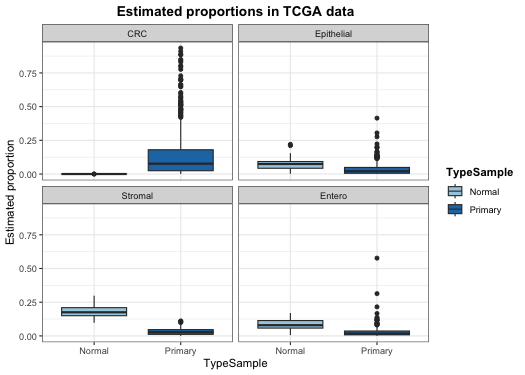 Estimated proportions in TCGA data
CRC
Epithelial
0.75
0.50
0.25
0.00
Stromal
Entero
0.75
0.50
0.25
0.00
Normal
Primary
Normal
Primary
TypeSample
Estimated proportion
TypeSample
Normal
Primary